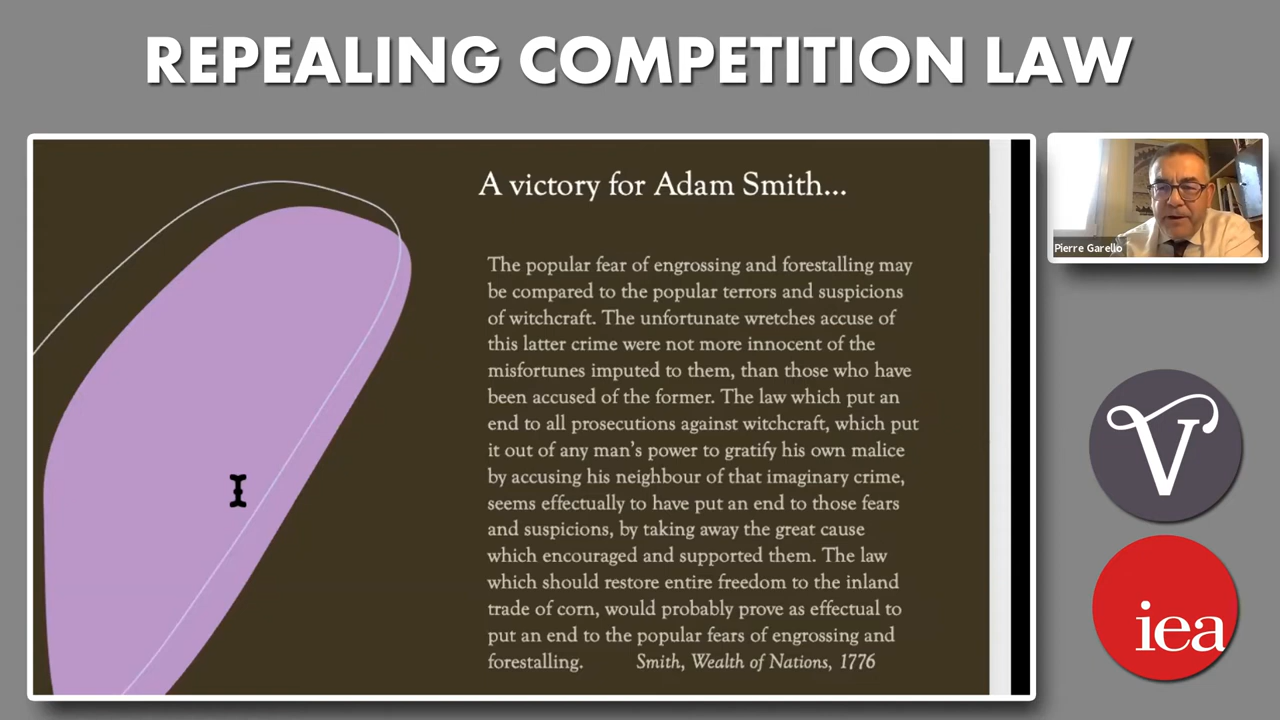 REPEALING COMPETITION LAW
A victory for Adam Smith...
The popular fear of engrossing and forestalling may
be compared to the popular terrors and suspicions
of witchcraft. The unfortunate wretches accuse of
this latter crime were not more innocent of the
misfortunes imputed to them, than those who have
been accused of the former. The law which put an
end to all prosecutions against witchcraft, which put
it out of any man's power to gratify his own malice
by accusing his neighbour of that imaginary crime,
seems effectually to have put an end to those fears
and suspicions, by taking away the great cause
which encouraged and supported them. The law
which should restore entire freedom to the inland
trade of corn, would probably prove as effectual to
put an end to the popular fears of engrossing and
forestalling. Smith, Wealth of Nations, 1776
Pierre Garello
V
iea